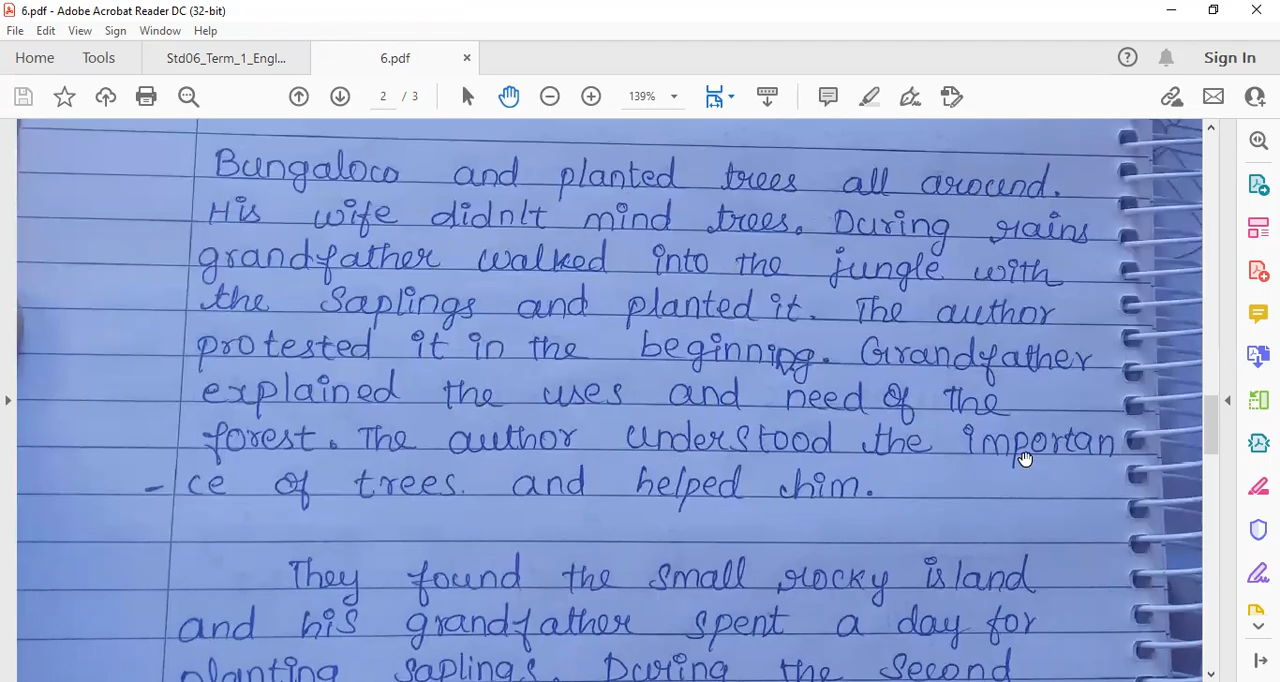 6.pdf - Adobe Acrobat Reader DC (32-bit)
File Edit View Sign Window Help
Home Tools Std06_Term_1_Engl... 6.pdf × Sign In
2 / 3 139%
Bungaloco and planted trees all around.
His wife didn't mind trees. During rains
grandfather walked into the jungle with
the Saplings and planted it. The author
protested it in the beginning. Grandfather
explained the uses and need of the
forest. The author understood the importan
-ce of trees. and helped him.
They found the small rocky island
and his grandfather spent a day for
planting saplings. During the second